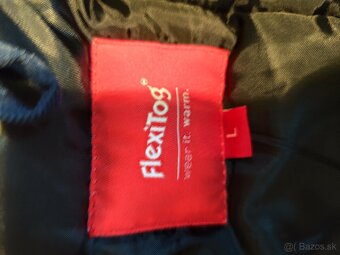 FlexiTog®
wear it. warm.
L
© Bazos.sk